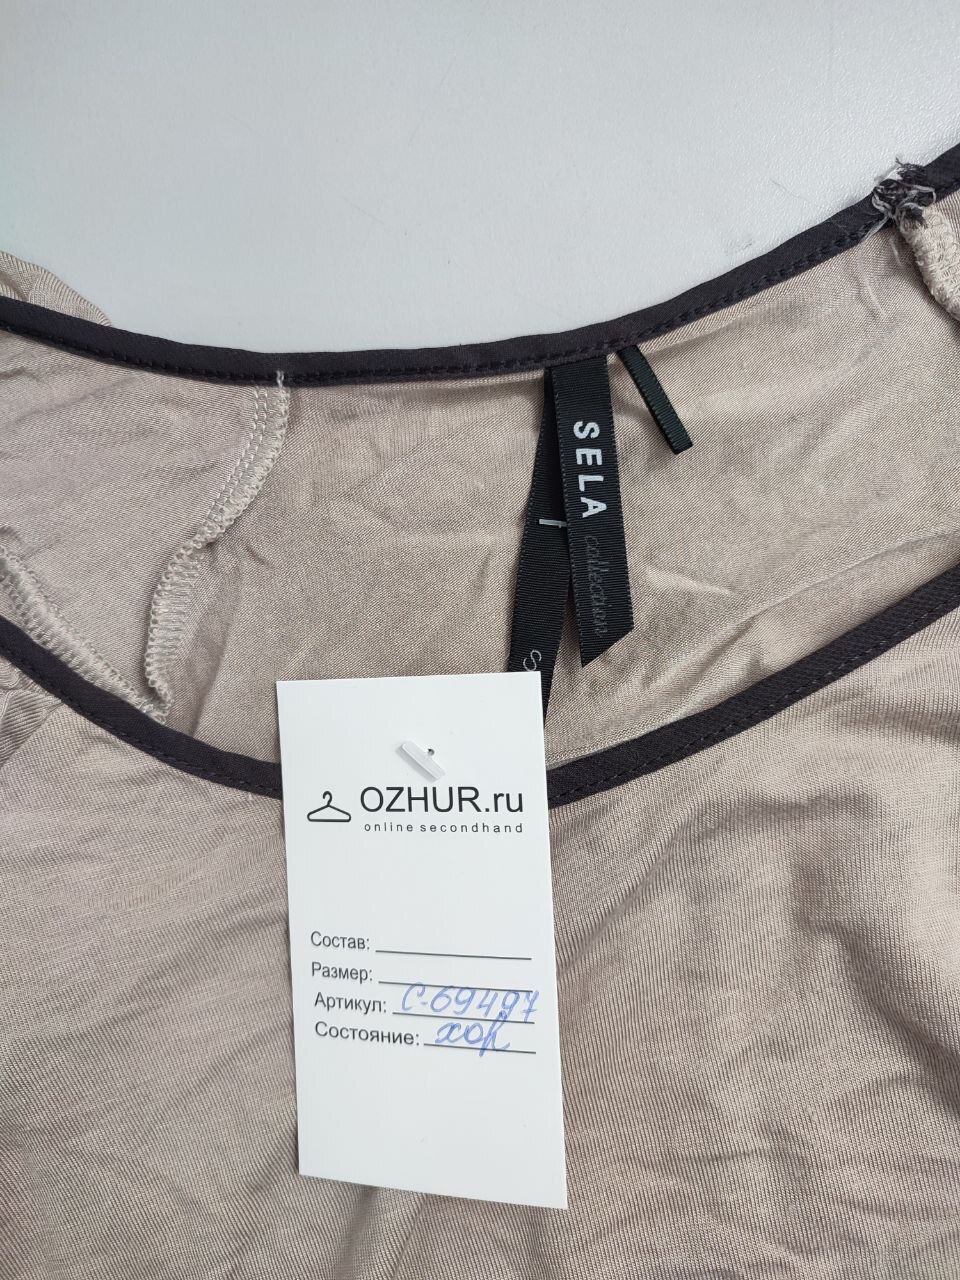 SELA
collection
S
OZHUR.ru
online secondhand
Состав:
Размер:
Артикул: С-69497
Состояние: хор